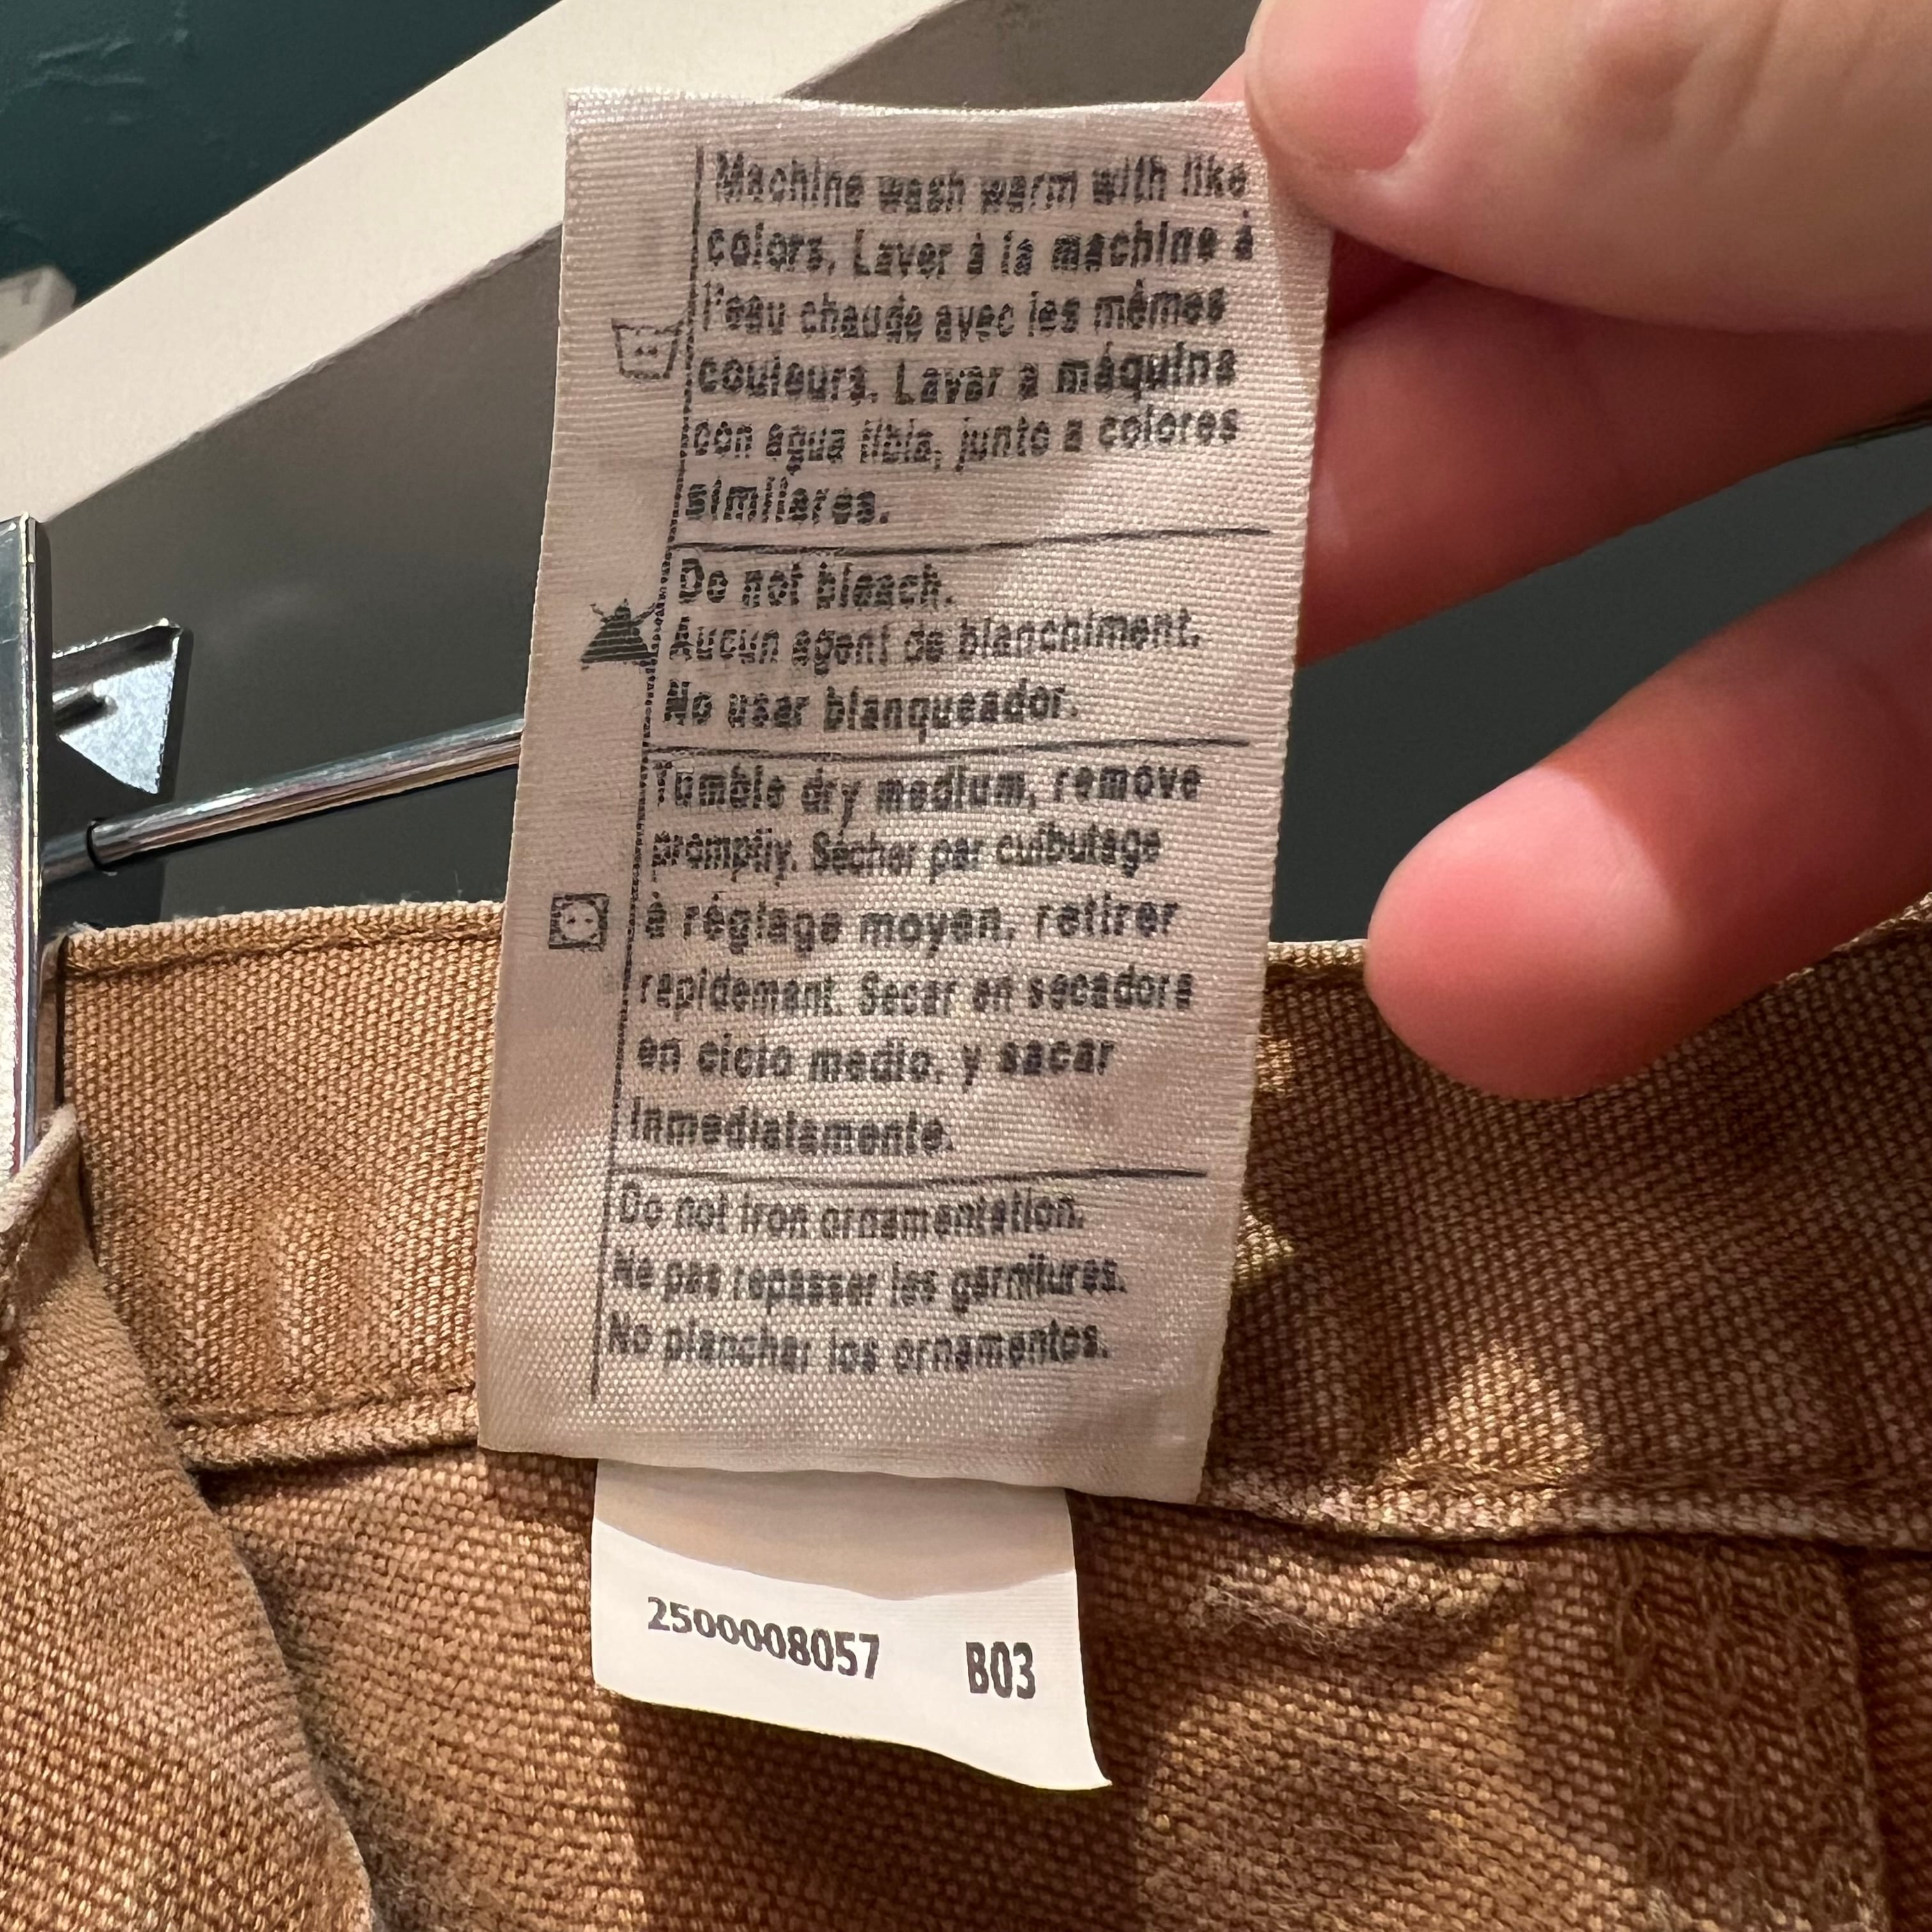 Machine wash warm with like
colors. Laver à la machine à
l'eau chaude avec les mêmes
couleurs. Lavar a máquina
con agua tibia, junto a colores
similares.
Do not bleach.
Aucun agent de blanchiment.
No usar blanqueador.
Tumble dry medium, remove
promptly. Sécher par culbutage
à réglage moyen, retirer
rapidement. Secar en secadora
en ciclo medio, y sacar
inmediatamente.
Do not iron ornamentation.
Ne pas repasser les garnitures.
No planchar los ornamentos.
2500008057 B03